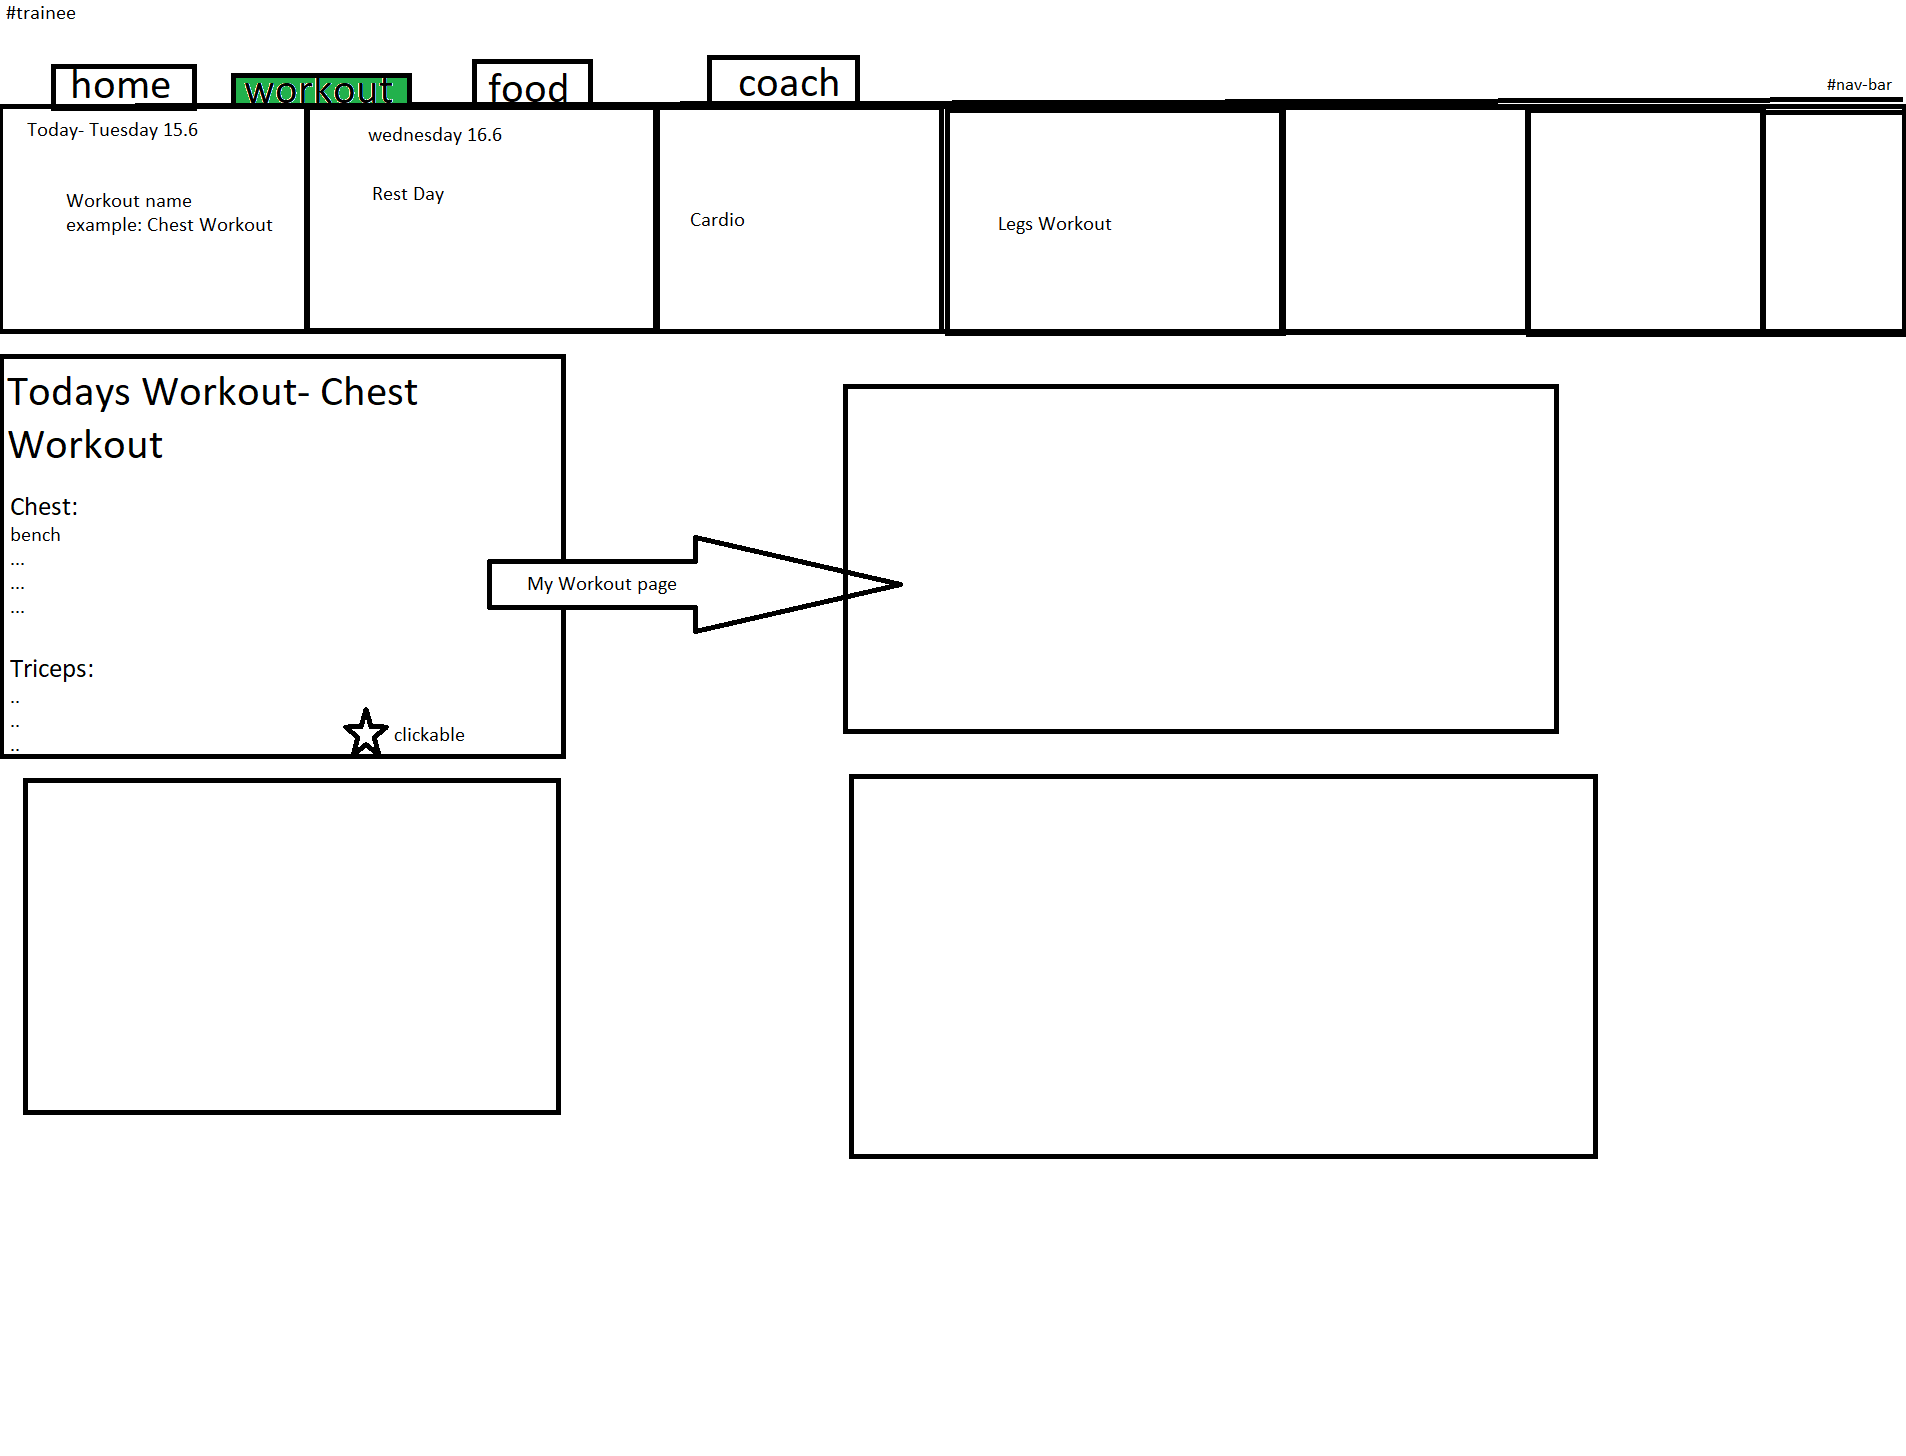 #trainee
home
workout
food
coach
#nav-bar
Today- Tuesday 15.6
wednesday 16.6
Workout name
example: Chest Workout
Rest Day
Cardio
Legs Workout
Todays Workout- Chest
Workout
Chest:
bench
...
...
...
Triceps:
..
..
..
clickable
My Workout page